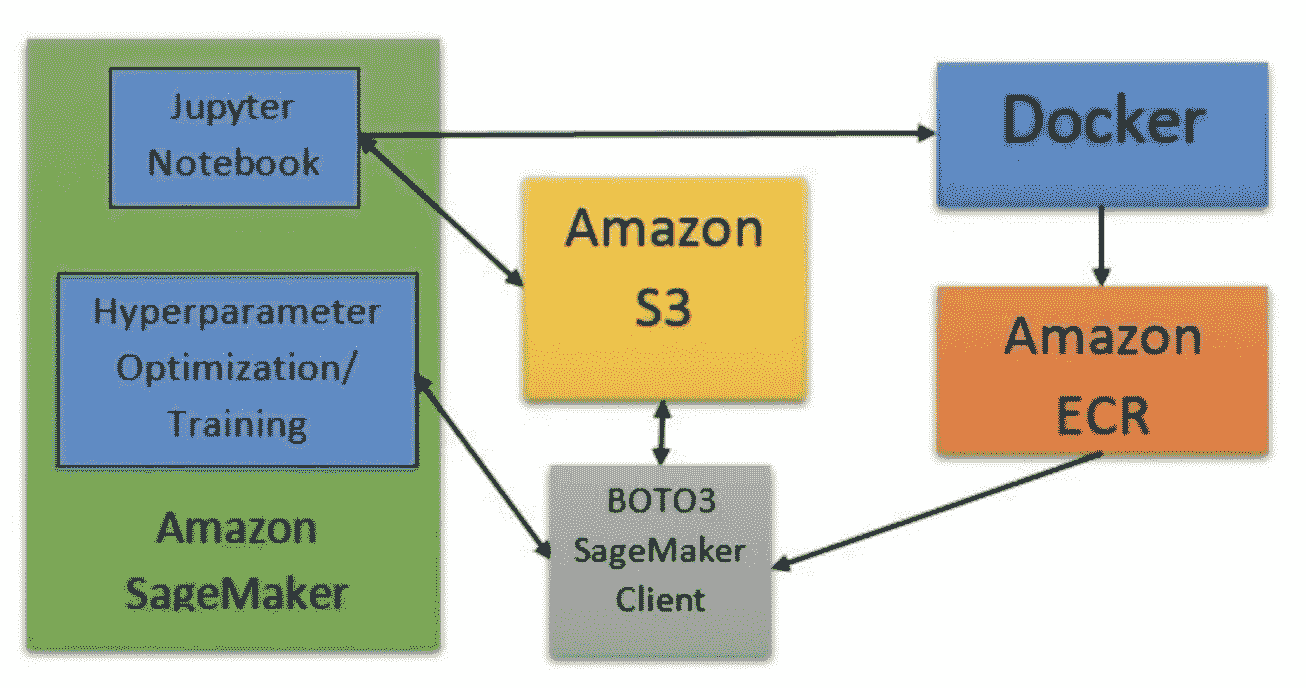 Jupyter
Notebook
Docker
Amazon
S3
Hyperparameter
Optimization/
Training
Amazon
ECR
BOTO3
SageMaker
Client
Amazon
SageMaker